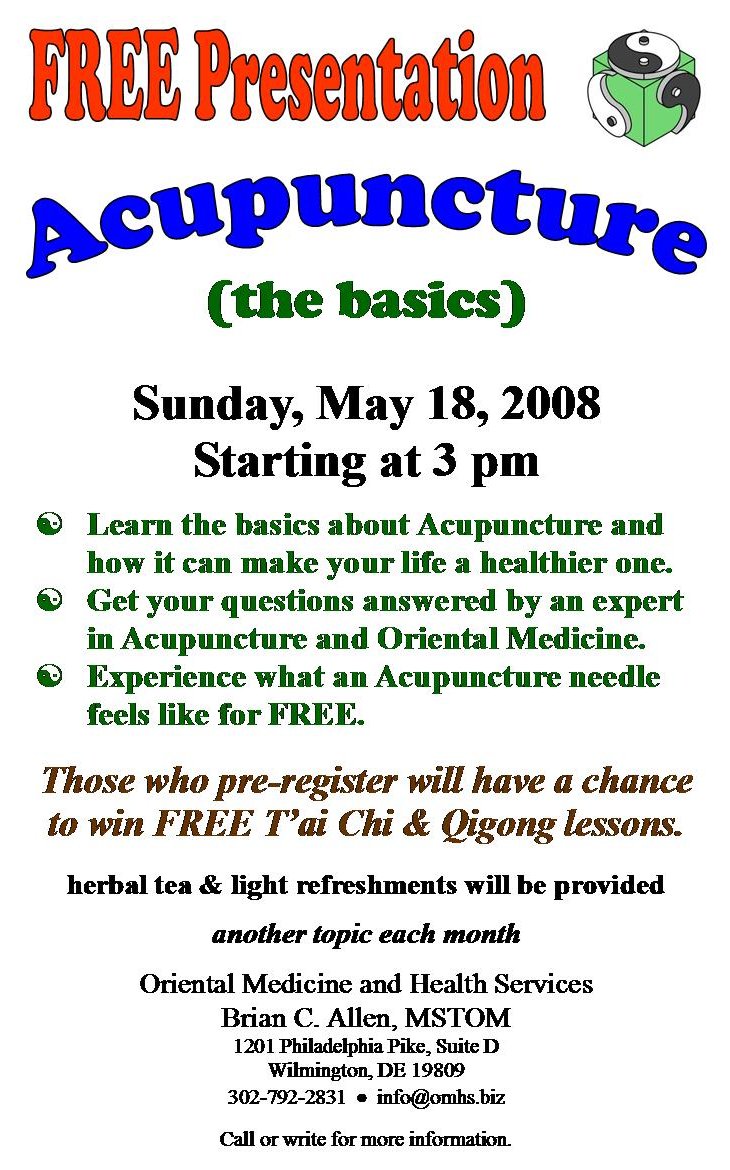 FREE Presentation
Acupuncture
(the basics)
Sunday, May 18, 2008
Starting at 3 pm
☯ Learn the basics about Acupuncture and
how it can make your life a healthier one.
☯ Get your questions answered by an expert
in Acupuncture and Oriental Medicine.
☯ Experience what an Acupuncture needle
feels like for FREE.
Those who pre-register will have a chance
to win FREE T’ai Chi & Qigong lessons.
herbal tea & light refreshments will be provided
another topic each month
Oriental Medicine and Health Services
Brian C. Allen, MSTOM
1201 Philadelphia Pike, Suite D
Wilmington, DE 19809
302-792-2831 • info@omhs.biz
Call or write for more information.